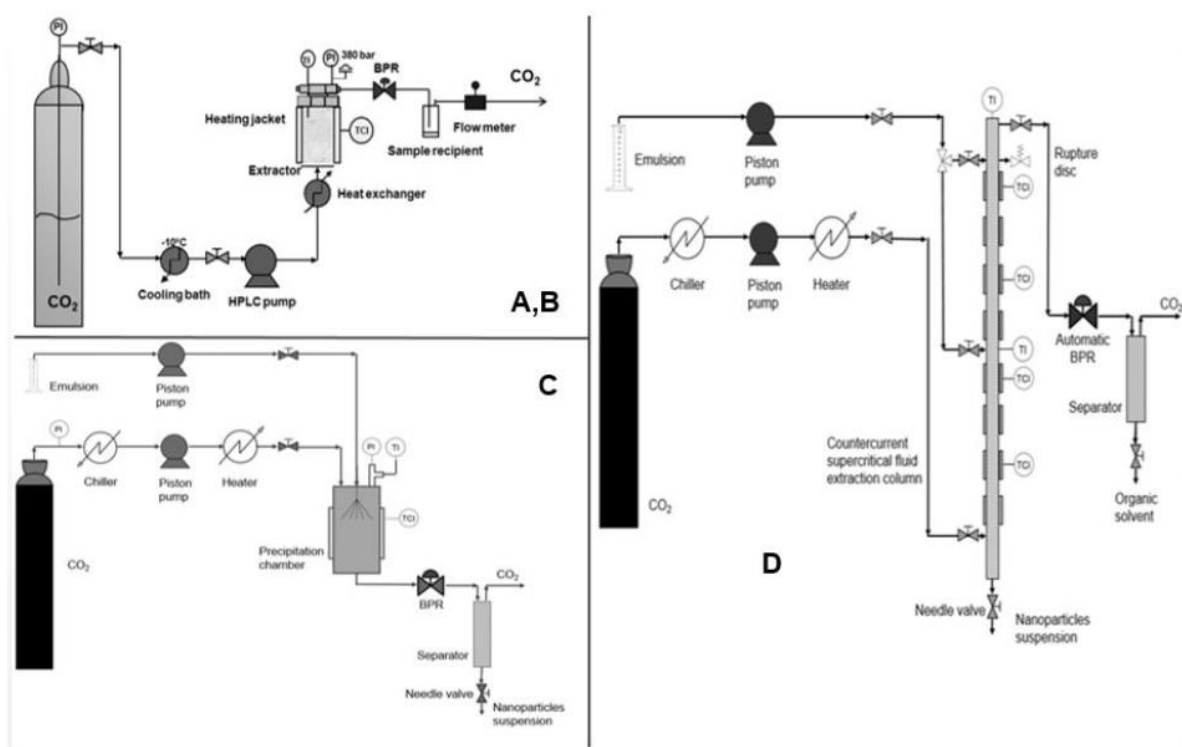 PI
380 bar
TI
PI
BPR
CO2
Heating jacket
TCI
Flow meter
Sample recipient
Extractor
Heat exchanger
-10ºC
CO2
Cooling bath
HPLC pump
A,B
Emulsion
Piston
pump
C
PI
PI
TI
Chiller
Piston
pump
Heater
TCI
Precipitation
chamber
CO2
CO2
BPR
Separator
Needle valve
Nanoparticles
suspension
TI
Emulsion
Piston
pump
Rupture
disc
TCI
Chiller
Piston
pump
Heater
TCI
CO2
Automatic
BPR
TI
TCI
Separator
Countercurrent
supercritical fluid
extraction column
TCI
CO2
Organic
solvent
D
Needle valve
Nanoparticles
suspension